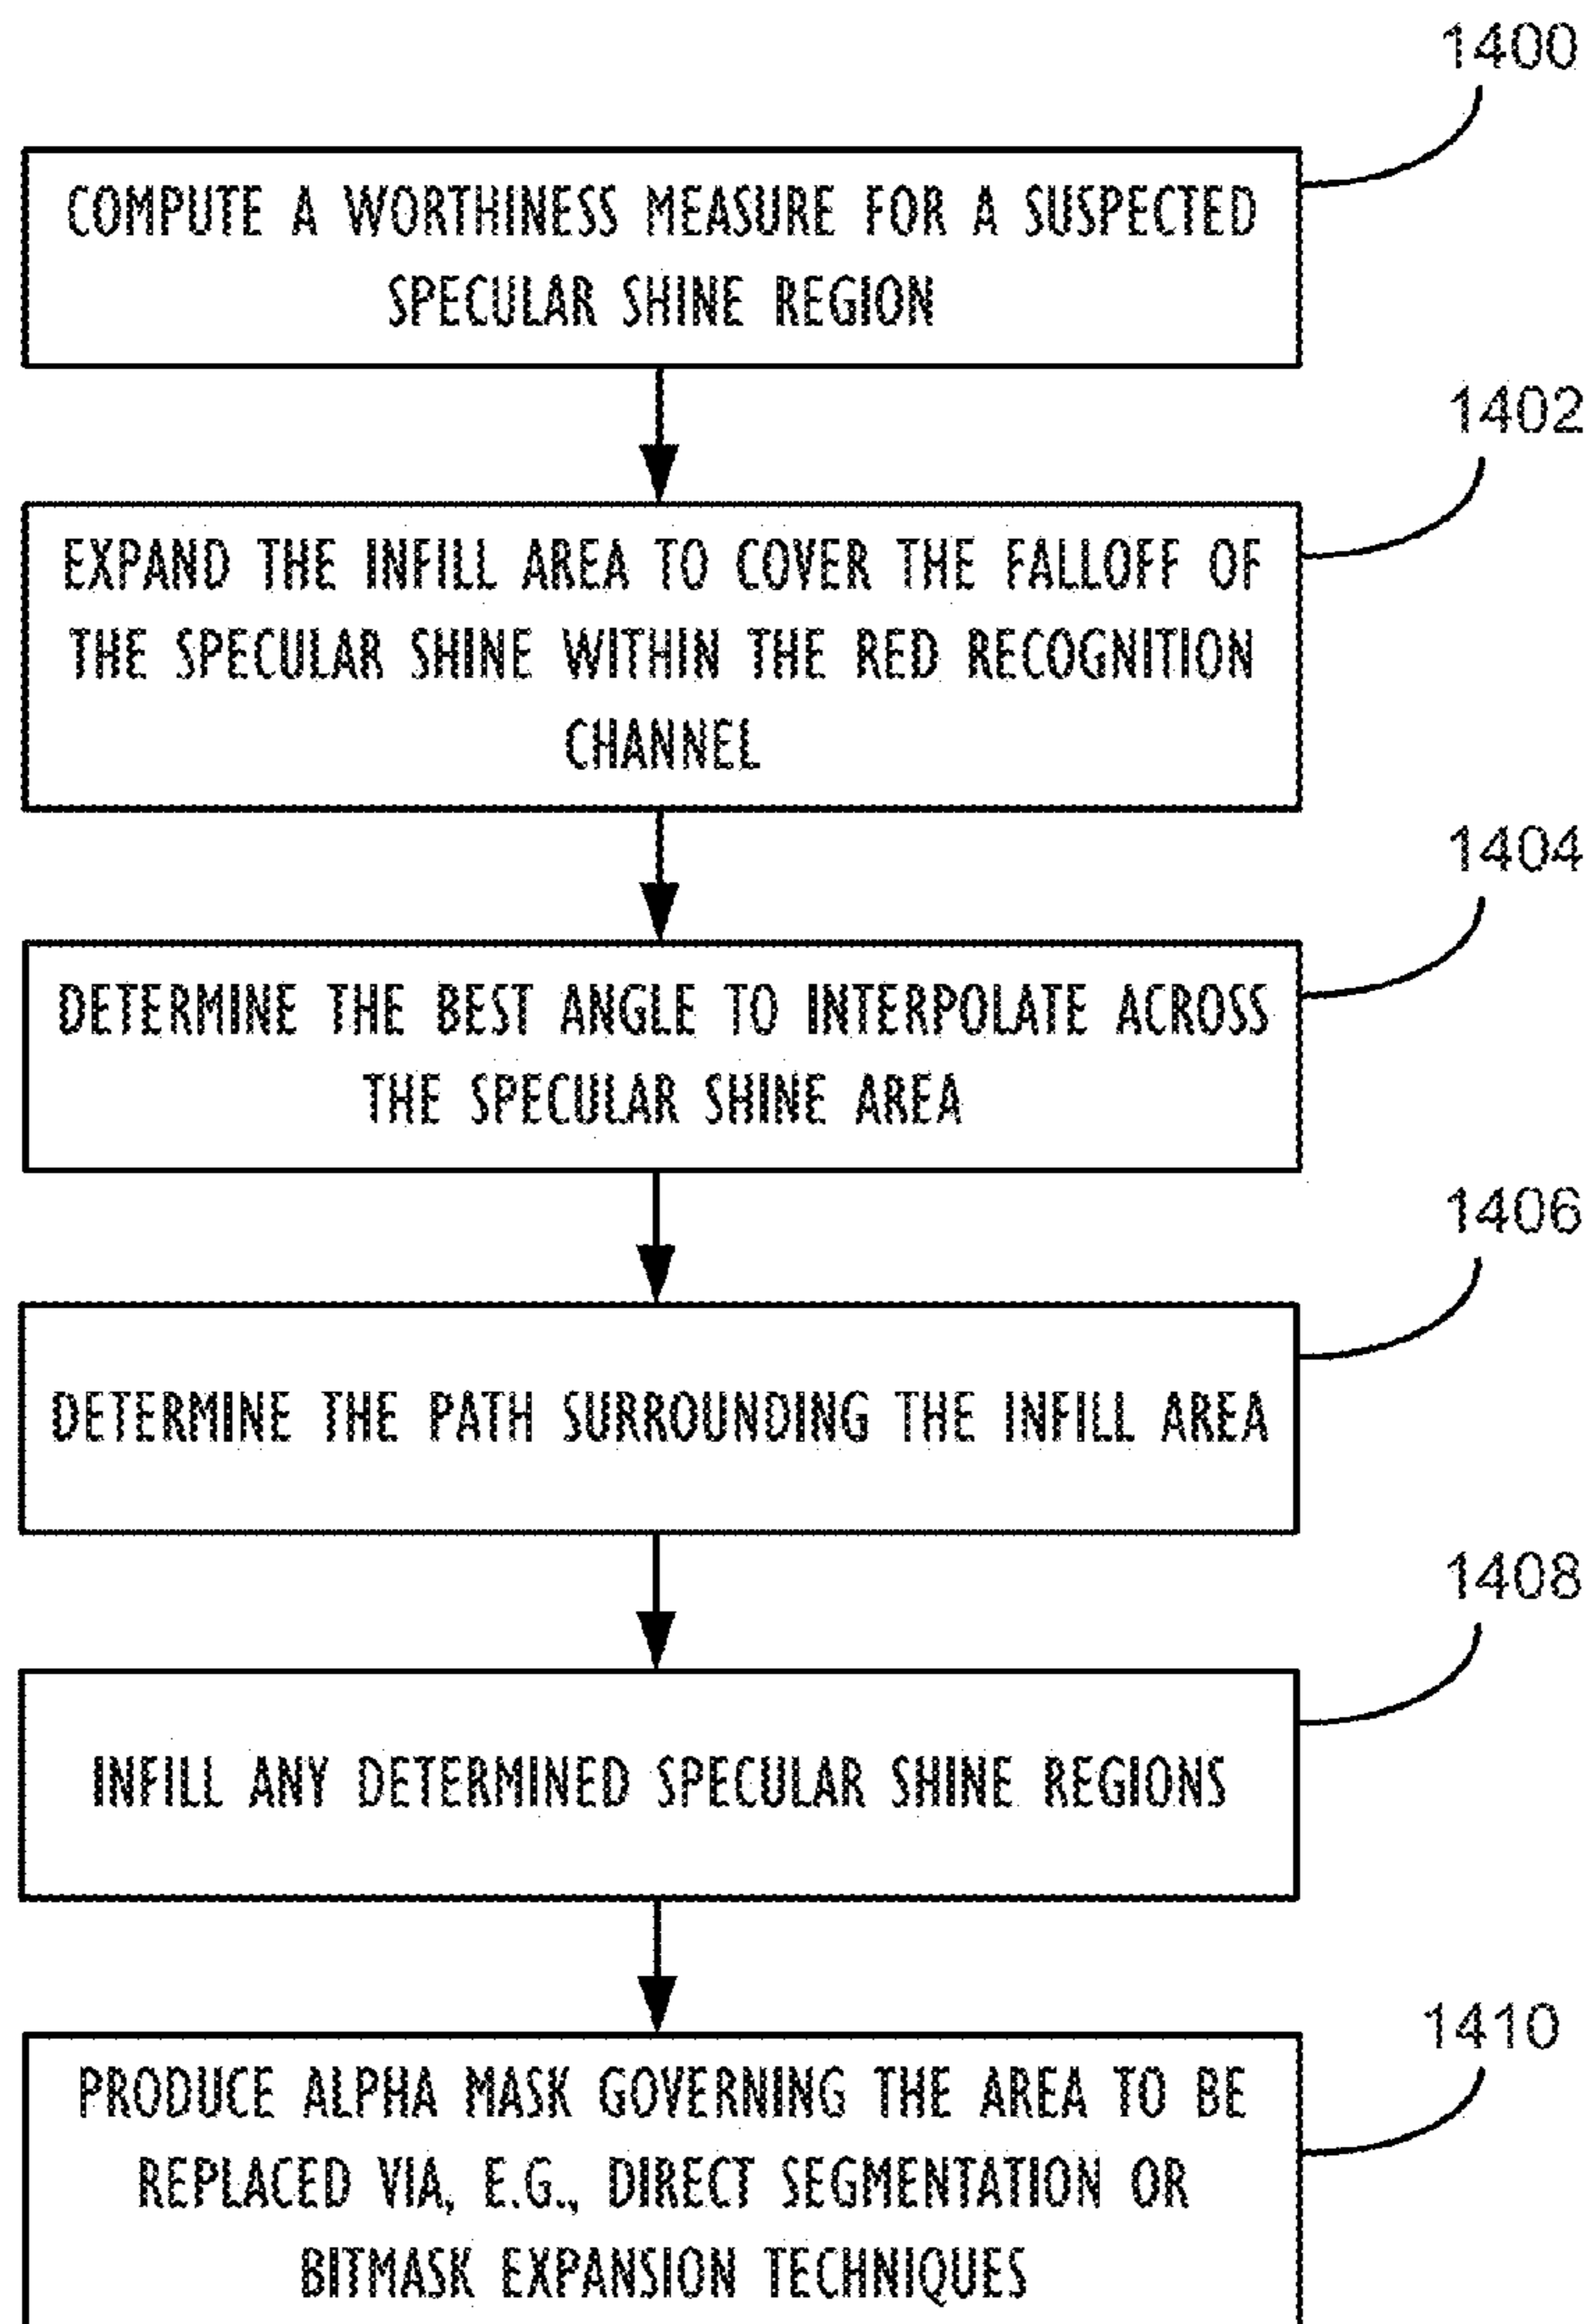 1400
COMPUTE A WORTHINESS MEASURE FOR A SUSPECTED
SPECULAR SHINE REGION
1402
EXPAND THE INFILL AREA TO COVER THE FALLOFF OF
THE SPECULAR SHINE WITHIN THE RED RECOGNITION
CHANNEL
1404
DETERMINE THE BEST ANGLE TO INTERPOLATE ACROSS
THE SPECULAR SHINE AREA
1406
DETERMINE THE PATH SURROUNDING THE INFILL AREA
1408
INFILL ANY DETERMINED SPECULAR SHINE REGIONS
1410
PRODUCE ALPHA MASK GOVERNING THE AREA TO BE
REPLACED VIA, E.G., DIRECT SEGMENTATION OR
BITMASK EXPANSION TECHNIQUES